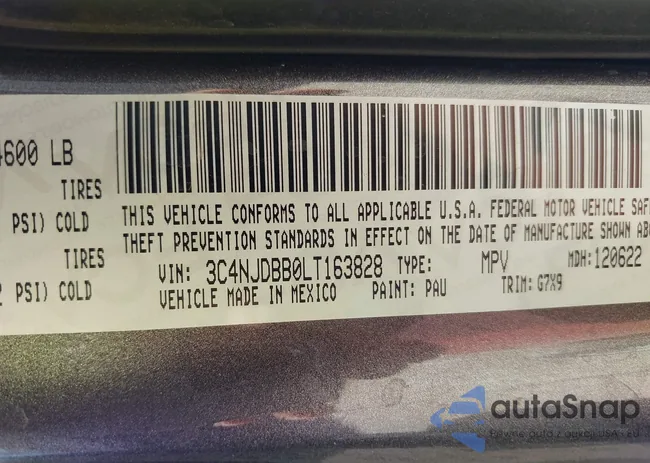 4600 LB
TIRES
PSI) COLD
THIS VEHICLE CONFORMS TO ALL APPLICABLE U.S.A. FEDERAL MOTOR VEHICLE SAF
THEFT PREVENTION STANDARDS IN EFFECT ON THE DATE OF MANUFACTURE SHOWN ABO
TIRES
PSI) COLD
VIN: 3C4NJDBB0LT163828 TYPE: MPV MDH:120622
VEHICLE MADE IN MEXICO PAINT: PAU TRIM: G7X9
autaSnap